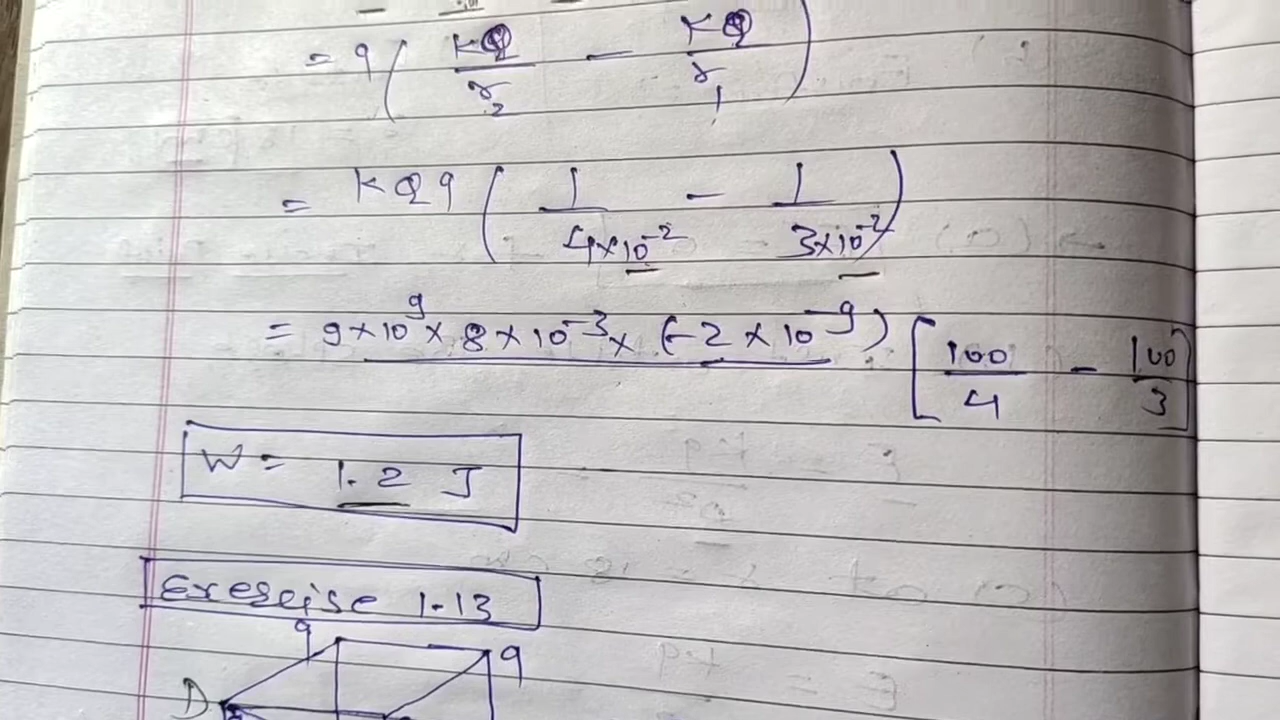 = q ( KQ/r₂ − KQ/r₁ )
= KQq ( 1/4×10⁻² − 1/3×10⁻² )
= 9×10⁹ × 8×10⁻³ × (−2×10⁻⁹) [ 100/4 − 100/3 ]
W = 1.2 J
Exercise 1.13
q
q
D